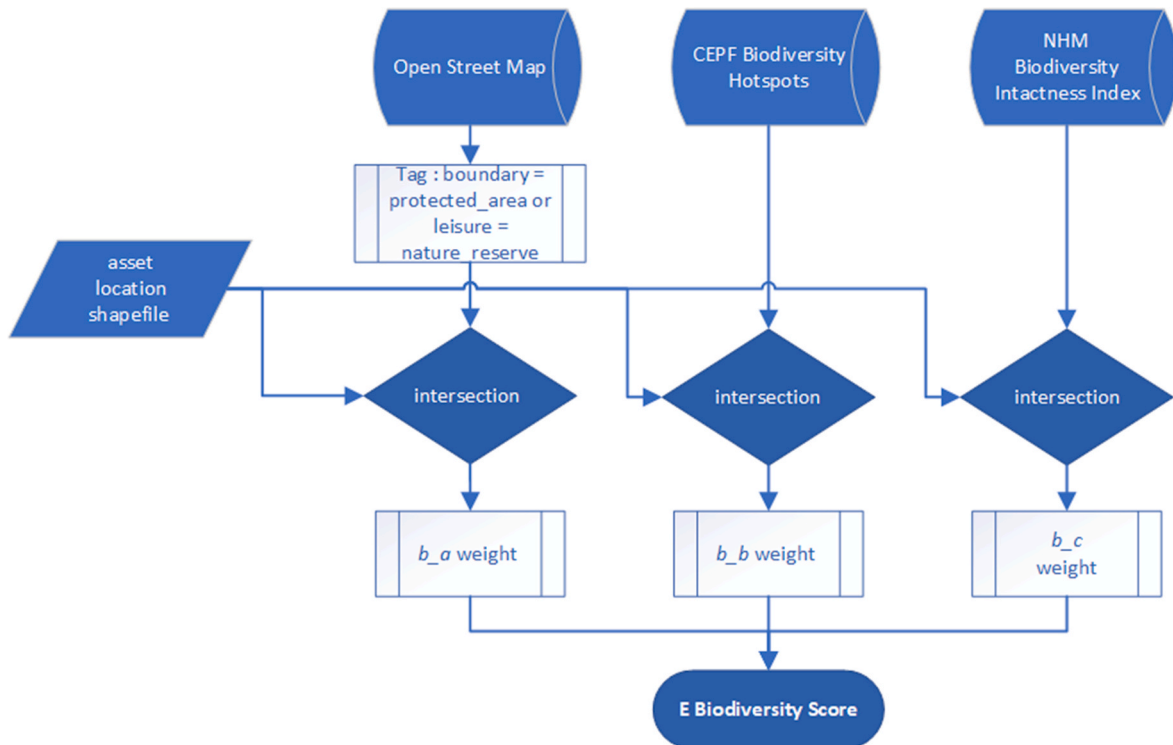 Open Street Map
CEPF Biodiversity
Hotspots
NHM
Biodiversity
Intactness Index
Tag : boundary =
protected_area or
leisure =
nature_reserve
asset
location
shapefile
intersection
intersection
intersection
b_a weight
b_b weight
b_c
weight
E Biodiversity Score